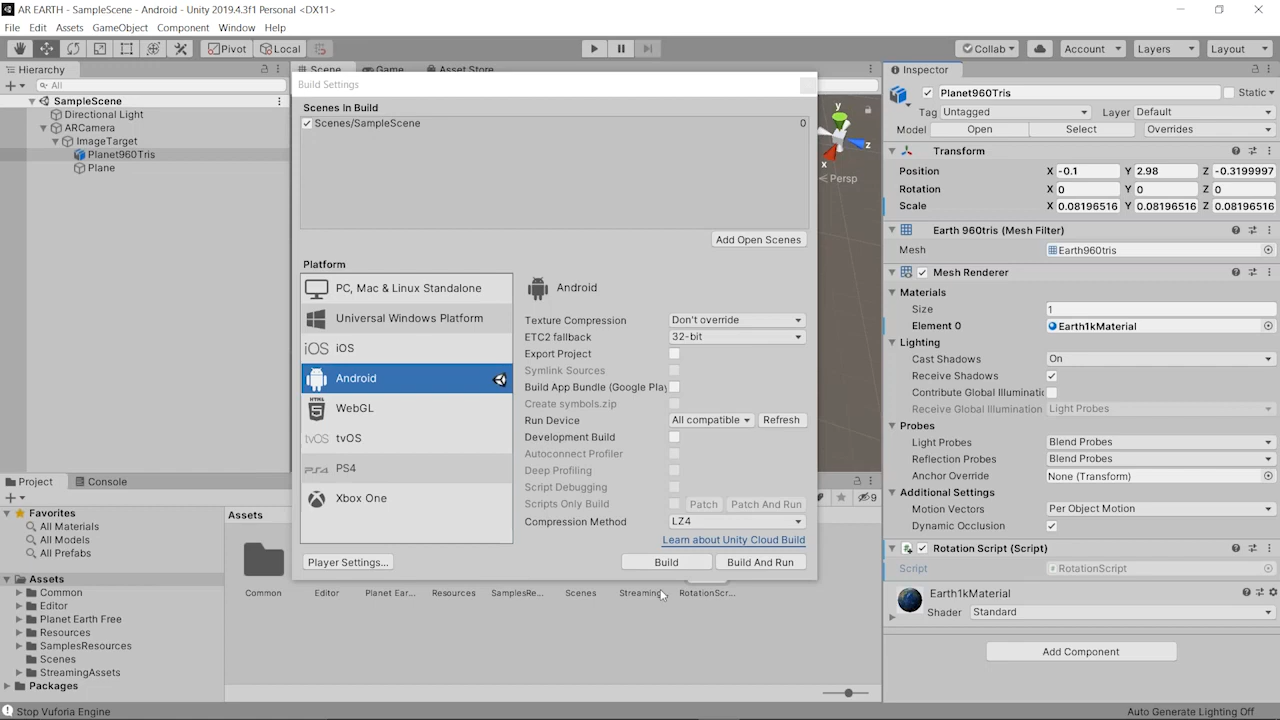 AR EARTH - SampleScene - Android - Unity 2019.4.3f1 Personal <DX11>
File Edit Assets GameObject Component Window Help
Pivot Local Collab Account Layers Layout
Hierarchy
All
SampleScene
Directional Light
ARCamera
ImageTarget
Planet960Tris
Plane
Scene Game Asset Store
y
z
x
Persp
Build Settings
Scenes In Build
Scenes/SampleScene 0
Add Open Scenes
Platform
PC, Mac & Linux Standalone
Universal Windows Platform
iOS iOS
Android
HTML WebGL
tvOS tvOS
PS4 PS4
Xbox One
Android
Texture Compression Don't override
ETC2 fallback 32-bit
Export Project
Symlink Sources
Build App Bundle (Google Play
Create symbols.zip
Run Device All compatible Refresh
Development Build
Autoconnect Profiler
Deep Profiling
Script Debugging
Scripts Only Build Patch Patch And Run
Compression Method LZ4
Learn about Unity Cloud Build
Player Settings... Build Build And Run
Inspector
Planet960Tris Static
Tag Untagged Layer Default
Model Open Select Overrides
Transform
Position X -0.1 Y 2.98 Z -0.3199997
Rotation X 0 Y 0 Z 0
Scale X 0.08196516 Y 0.08196516 Z 0.08196516
Earth 960tris (Mesh Filter)
Mesh Earth960tris
Mesh Renderer
Materials
Size 1
Element 0 Earth1kMaterial
Lighting
Cast Shadows On
Receive Shadows
Contribute Global Illuminatic
Receive Global Illumination Light Probes
Probes
Light Probes Blend Probes
Reflection Probes Blend Probes
Anchor Override None (Transform)
Additional Settings
Motion Vectors Per Object Motion
Dynamic Occlusion
Rotation Script (Script)
Script RotationScript
Earth1kMaterial
Shader Standard
Add Component
Project Console
9
Favorites
All Materials
All Models
All Prefabs
Assets
Common
Editor
Planet Earth Free
Resources
SamplesResources
Scenes
StreamingAssets
Packages
Assets
Common Editor Planet Ear... Resources SamplesRe... Scenes Streaming RotationScr...
Stop Vuforia Engine
Auto Generate Lighting Off